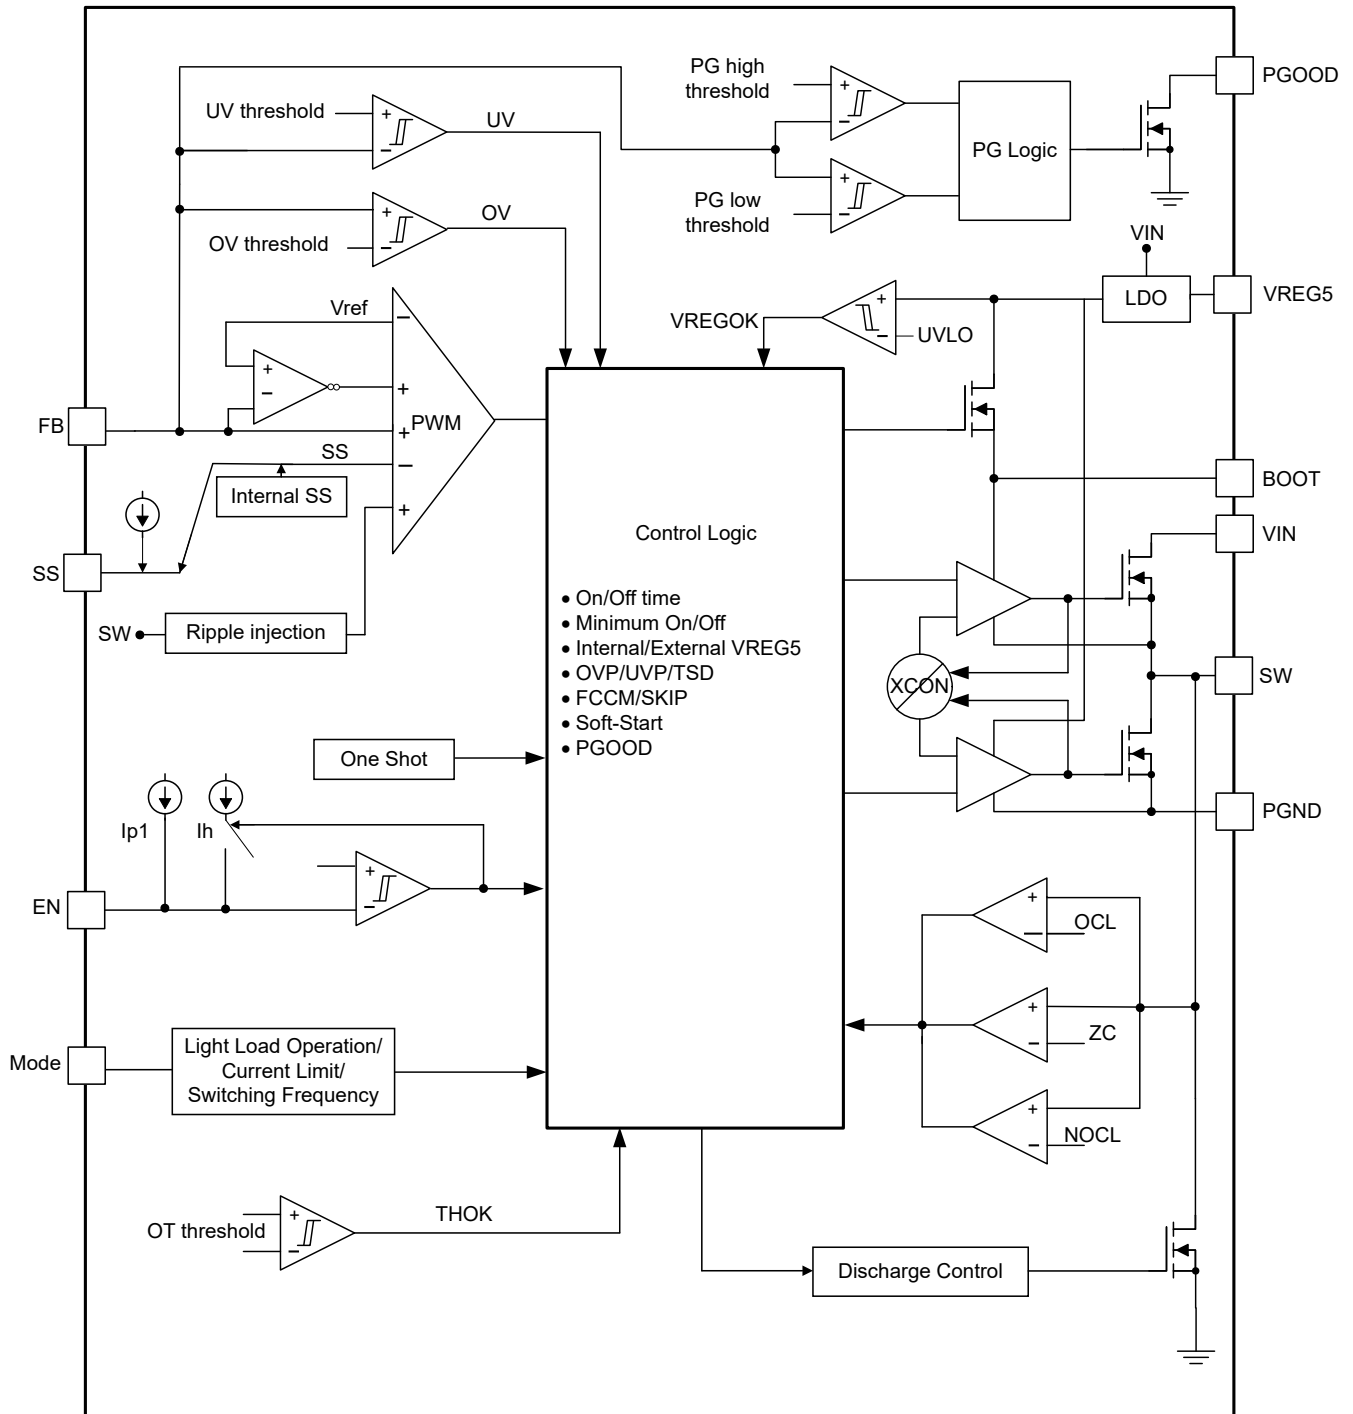 PG high
threshold
PGOOD
UV threshold
+
−
UV
+
−
PG Logic
PG low
threshold
+
−
OV
+
−
OV threshold
VIN
LDO
VREG5
Vref
VREGOK
+
−
UVLO
−
+
−
+
FB
+
PWM
SS
−
Internal SS
+
BOOT
VIN
SS
Control Logic
SW
Ripple injection
• On/Off time
• Minimum On/Off
• Internal/External VREG5
• OVP/UVP/TSD
• FCCM/SKIP
• Soft-Start
• PGOOD
XCON
SW
One Shot
Ip1
Ih
PGND
+
−
EN
+
−
OCL
+
−
ZC
Mode
Light Load Operation/
Current Limit/
Switching Frequency
+
−
NOCL
OT threshold
+
−
THOK
Discharge Control